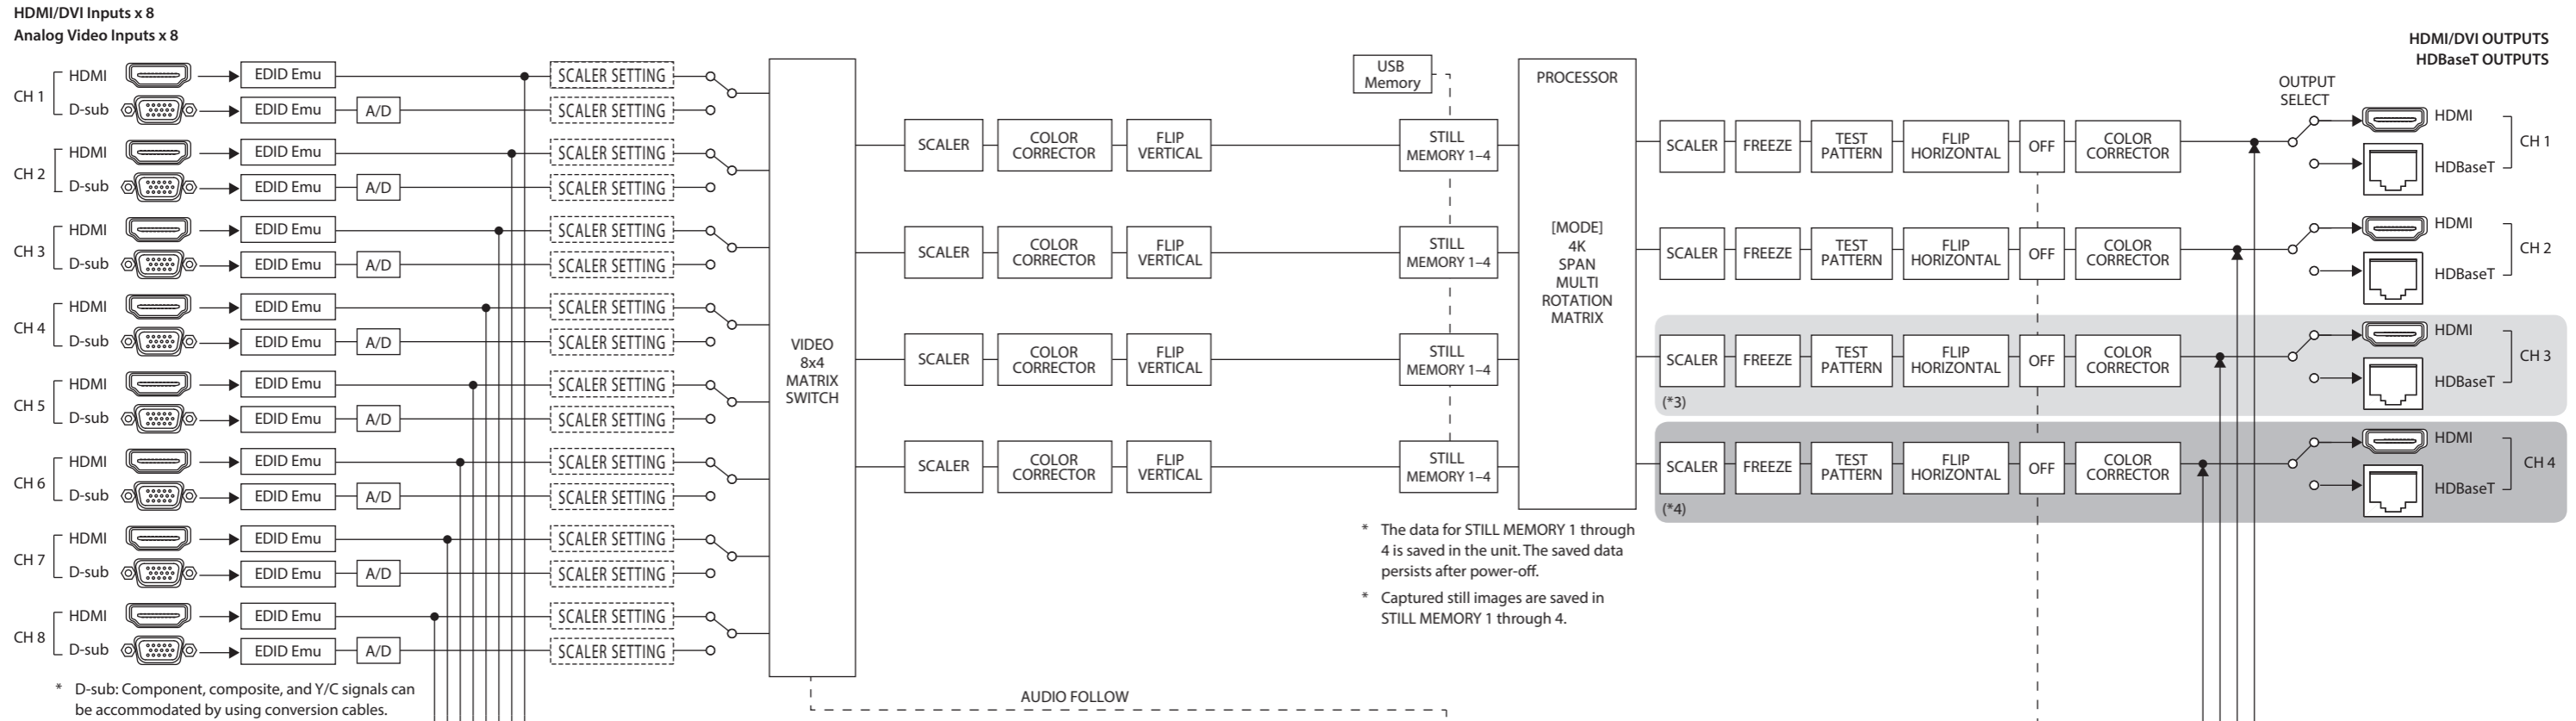 HDMI/DVI Inputs x 8
Analog Video Inputs x 8
CH 1
HDMI
EDID Emu
SCALER SETTING
D-sub
EDID Emu
A/D
SCALER SETTING
CH 2
HDMI
EDID Emu
SCALER SETTING
D-sub
EDID Emu
A/D
SCALER SETTING
CH 3
HDMI
EDID Emu
SCALER SETTING
D-sub
EDID Emu
A/D
SCALER SETTING
CH 4
HDMI
EDID Emu
SCALER SETTING
D-sub
EDID Emu
A/D
SCALER SETTING
CH 5
HDMI
EDID Emu
SCALER SETTING
D-sub
EDID Emu
A/D
SCALER SETTING
CH 6
HDMI
EDID Emu
SCALER SETTING
D-sub
EDID Emu
A/D
SCALER SETTING
CH 7
HDMI
EDID Emu
SCALER SETTING
D-sub
EDID Emu
A/D
SCALER SETTING
CH 8
HDMI
EDID Emu
SCALER SETTING
D-sub
EDID Emu
A/D
SCALER SETTING
* D-sub: Component, composite, and Y/C signals can
be accommodated by using conversion cables.
VIDEO
8x4
MATRIX
SWITCH
AUDIO FOLLOW
SCALER
COLOR
CORRECTOR
FLIP
VERTICAL
STILL
MEMORY 1–4
SCALER
COLOR
CORRECTOR
FLIP
VERTICAL
STILL
MEMORY 1–4
SCALER
COLOR
CORRECTOR
FLIP
VERTICAL
STILL
MEMORY 1–4
SCALER
COLOR
CORRECTOR
FLIP
VERTICAL
STILL
MEMORY 1–4
USB
Memory
* The data for STILL MEMORY 1 through
4 is saved in the unit. The saved data
persists after power-off.
* Captured still images are saved in
STILL MEMORY 1 through 4.
PROCESSOR
[MODE]
4K
SPAN
MULTI
ROTATION
MATRIX
HDMI/DVI OUTPUTS
HDBaseT OUTPUTS
OUTPUT
SELECT
SCALER
FREEZE
TEST
PATTERN
FLIP
HORIZONTAL
OFF
COLOR
CORRECTOR
HDMI
HDBaseT
CH 1
SCALER
FREEZE
TEST
PATTERN
FLIP
HORIZONTAL
OFF
COLOR
CORRECTOR
HDMI
HDBaseT
CH 2
SCALER
FREEZE
TEST
PATTERN
FLIP
HORIZONTAL
OFF
COLOR
CORRECTOR
HDMI
HDBaseT
CH 3
(*3)
SCALER
FREEZE
TEST
PATTERN
FLIP
HORIZONTAL
OFF
COLOR
CORRECTOR
HDMI
HDBaseT
CH 4
(*4)